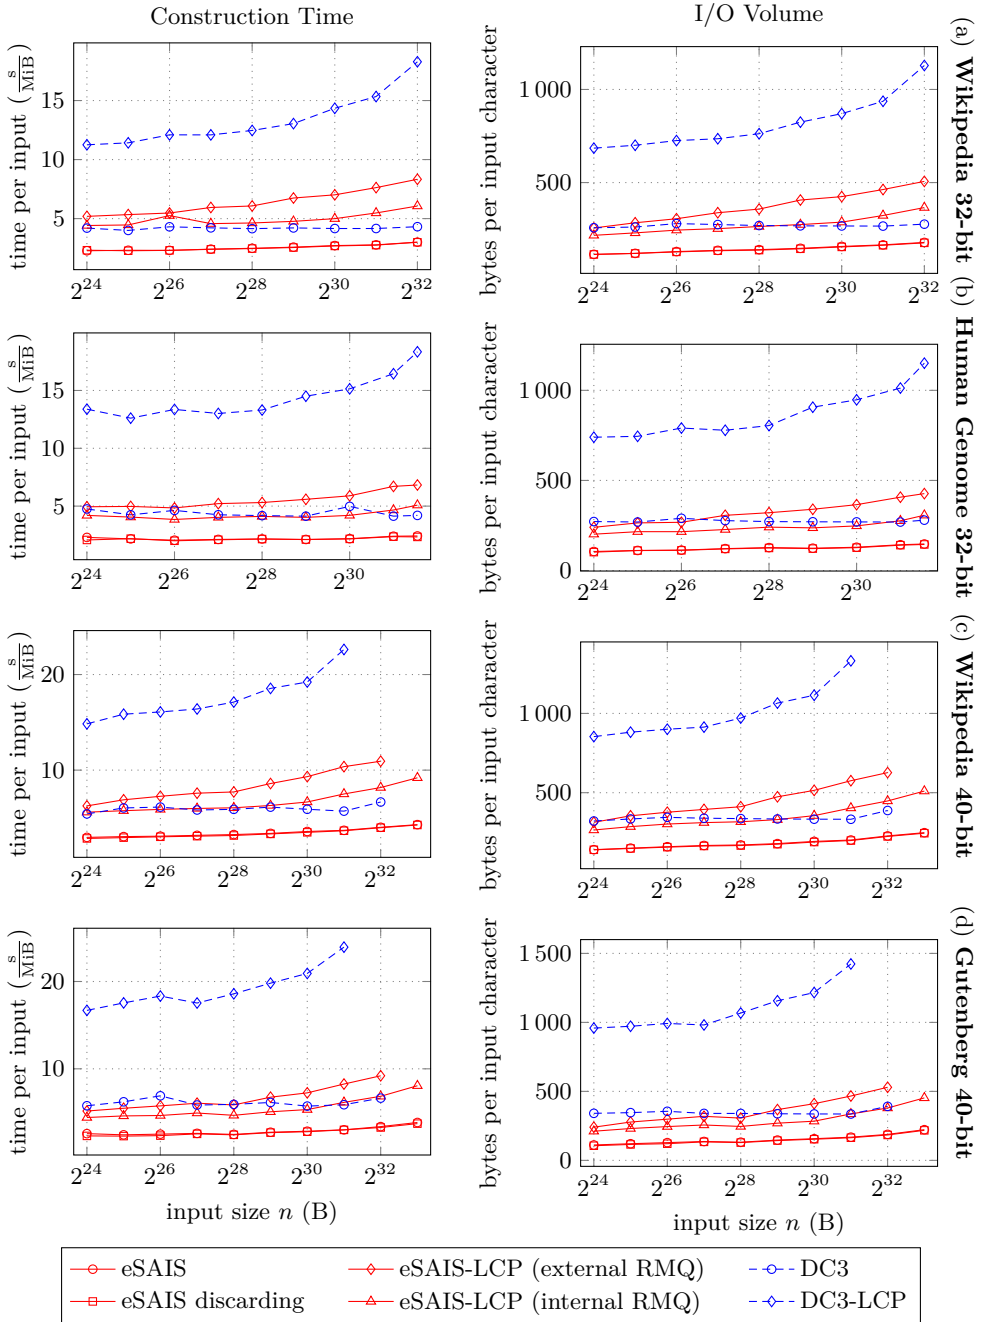 Construction Time
I/O Volume
time per input (s/MiB)
15
10
5
2^24 2^26 2^28 2^30 2^32
bytes per input character
1 000
500
2^24 2^26 2^28 2^30 2^32
(a) Wikipedia 32-bit
time per input (s/MiB)
15
10
5
2^24 2^26 2^28 2^30
bytes per input character
1 000
500
0
2^24 2^26 2^28 2^30
(b) Human Genome 32-bit
time per input (s/MiB)
20
10
2^24 2^26 2^28 2^30 2^32
bytes per input character
1 000
500
2^24 2^26 2^28 2^30 2^32
(c) Wikipedia 40-bit
time per input (s/MiB)
20
10
2^24 2^26 2^28 2^30 2^32
input size n (B)
bytes per input character
1 500
1 000
500
0
2^24 2^26 2^28 2^30 2^32
input size n (B)
(d) Gutenberg 40-bit
eSAIS
eSAIS-LCP (external RMQ)
DC3
eSAIS discarding
eSAIS-LCP (internal RMQ)
DC3-LCP